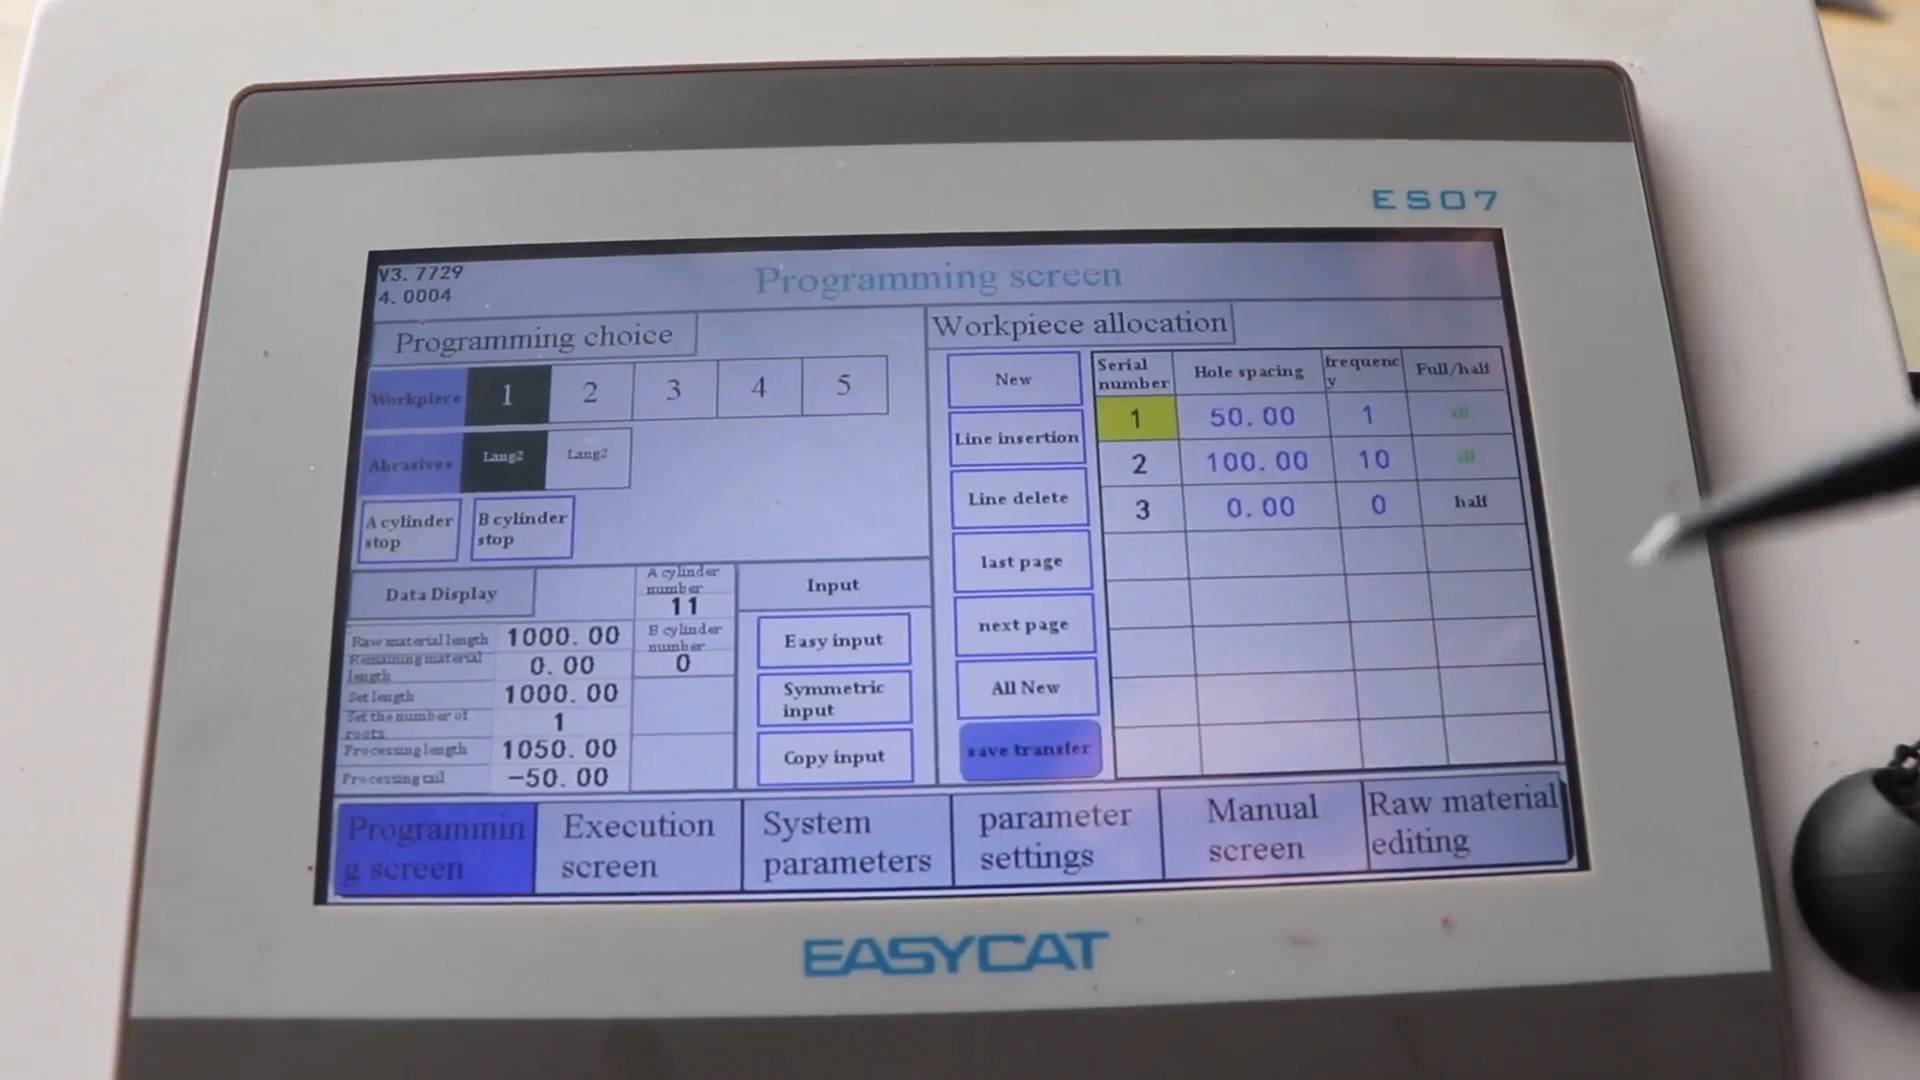 ES07
V3. 7729
4. 0004
Programming screen
Programming choice
Workpiece 1 2 3 4 5
Abrasives Lang2 Lang2
A cylinder
stop
B cylinder
stop
Data Display
A cylinder
number
11
B cylinder
number
0
Raw material length 1000. 00
Remaining material
length
0. 00
Set length 1000. 00
Set the number of
roots
1
Processing length 1050. 00
Processing tail -50. 00
Input
Easy input
Symmetric
input
Copy input
Workpiece allocation
New
Line insertion
Line delete
last page
next page
All New
save transfer
Serial
number
Hole spacing
frequenc
y
Full/half
1 50. 00 1 all
2 100. 00 10 all
3 0. 00 0 half
Programmin
g screen
Execution
screen
System
parameters
parameter
settings
Manual
screen
Raw material
editing
EASYCAT